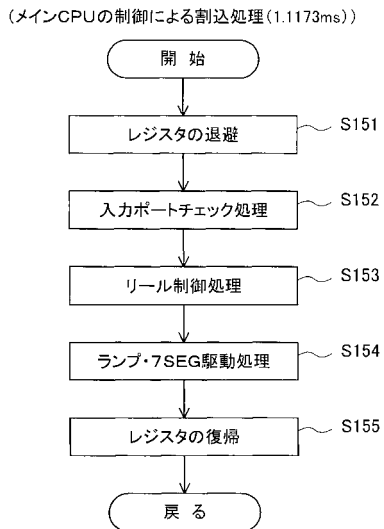 (メインCPUの制御による割込処理(1.1173ms))
開 始
レジスタの退避
S151
入力ポートチェック処理
S152
リール制御処理
S153
ランプ・7SEG駆動処理
S154
レジスタの復帰
S155
戻 る